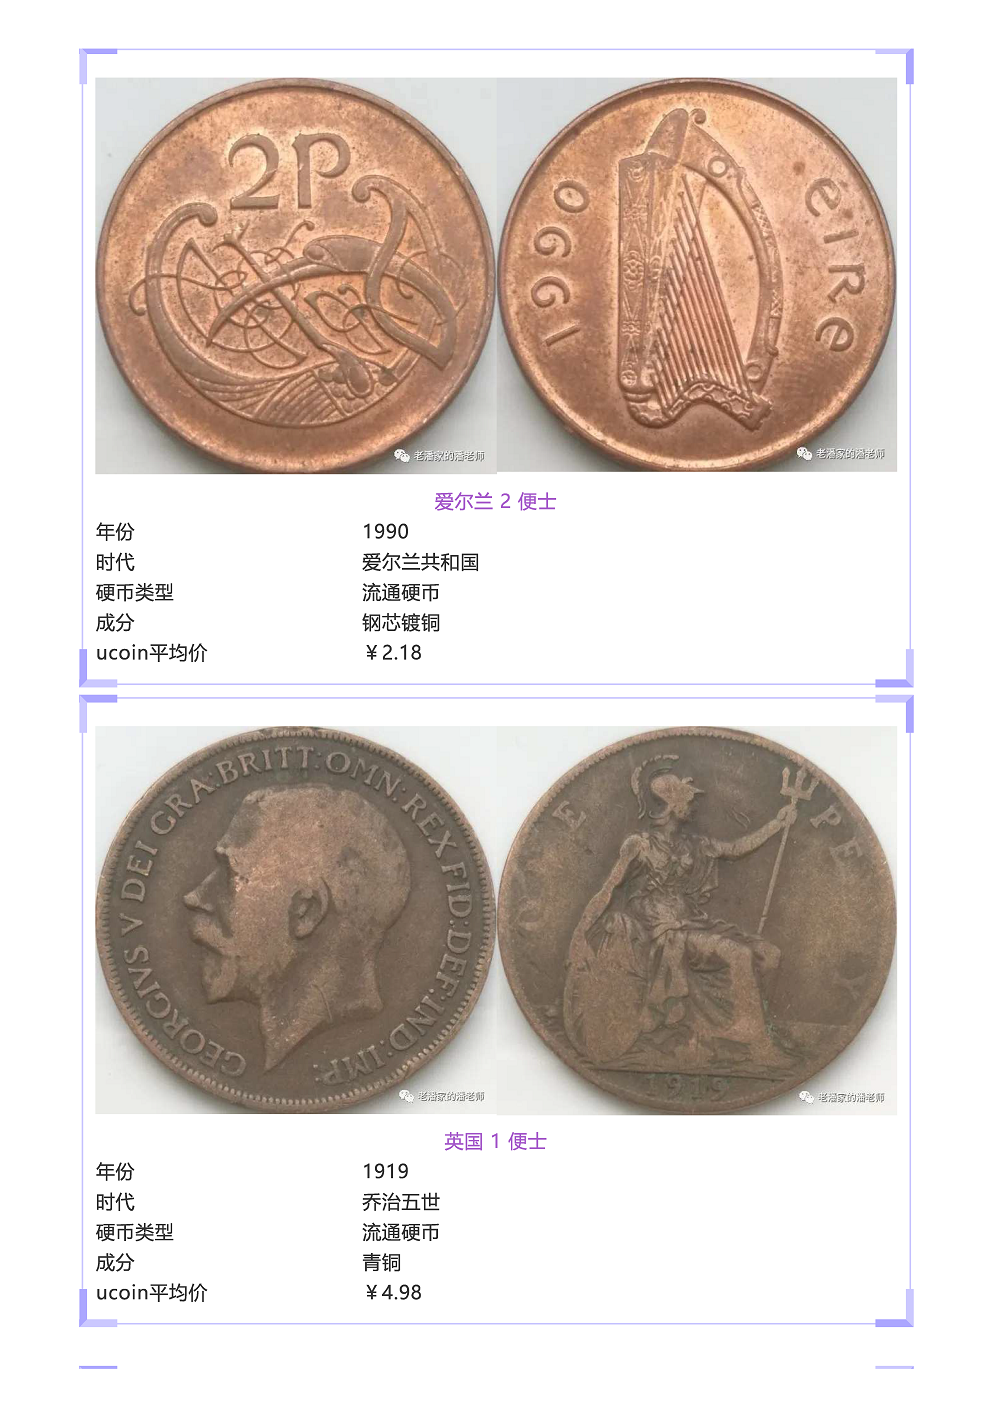 2P
1990 eIRe
老潘家的潘老师
老潘家的潘老师
爱尔兰 2 便士
年份 1990
时代 爱尔兰共和国
硬币类型 流通硬币
成分 钢芯镀铜
ucoin平均价 ￥2.18
GEORGIVS V DEI GRA:BRITT:OMN:REX FID:DEF:IND:IMP:
E PE Y
1919
老潘家的潘老师
老潘家的潘老师
英国 1 便士
年份 1919
时代 乔治五世
硬币类型 流通硬币
成分 青铜
ucoin平均价 ￥4.98